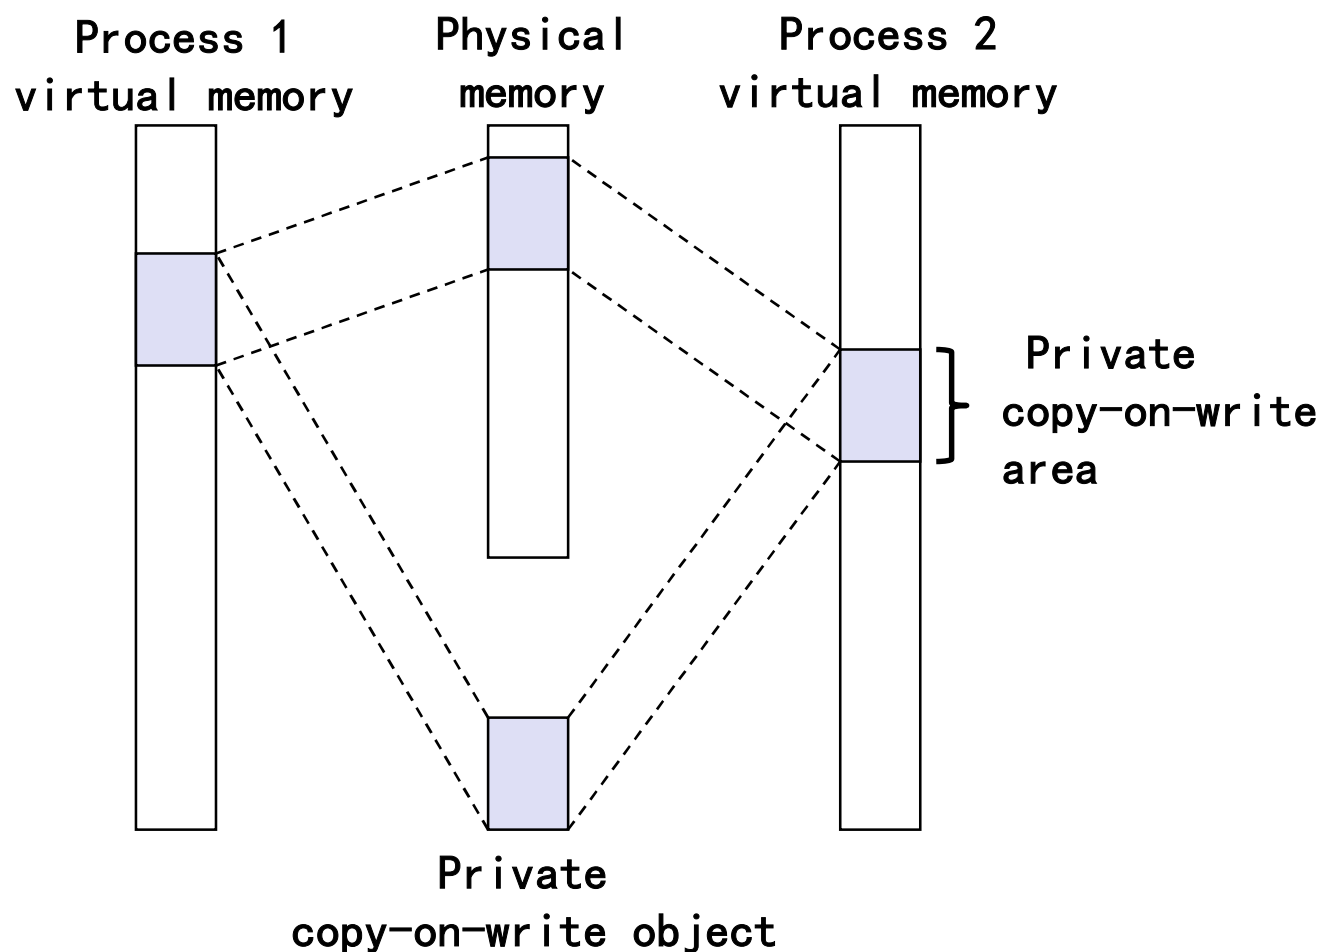 Process 1
virtual memory
Physical
memory
Process 2
virtual memory
Private
copy-on-write
area
Private
copy-on-write object